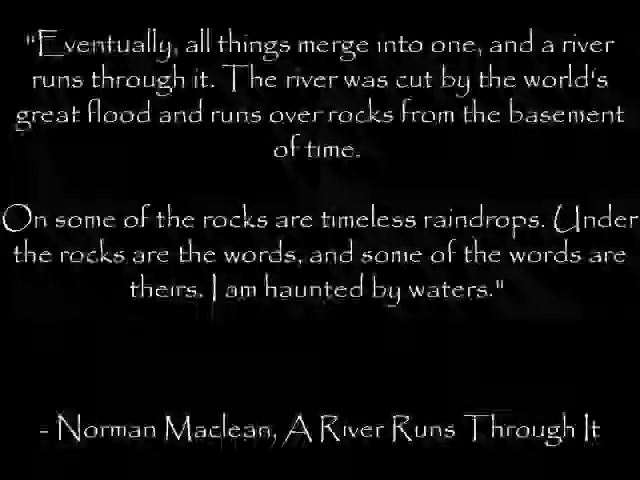 "Eventually, all things merge into one, and a river
runs through it. The river was cut by the world's
great flood and runs over rocks from the basement
of time.
On some of the rocks are timeless raindrops. Under
the rocks are the words, and some of the words are
theirs. I am haunted by waters."
- Norman Maclean, A River Runs Through It